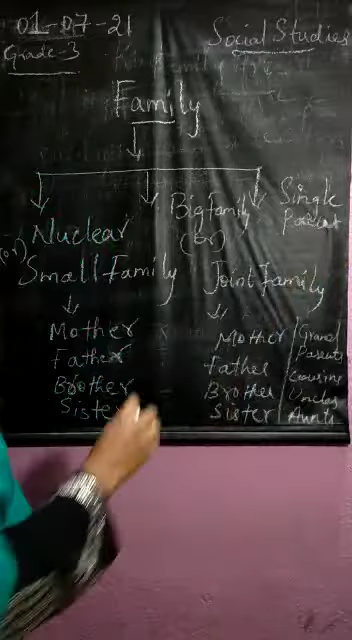 01-07-21
Social Studies
Grade-3
Family
Nuclear
(or)
Small Family
Big family
(or)
Joint Family
Single
Parent
Mother
Father
Brother
Sister
Mother
Father
Brother
Sister
Grand
Parents
Cousins
Uncles
Aunts